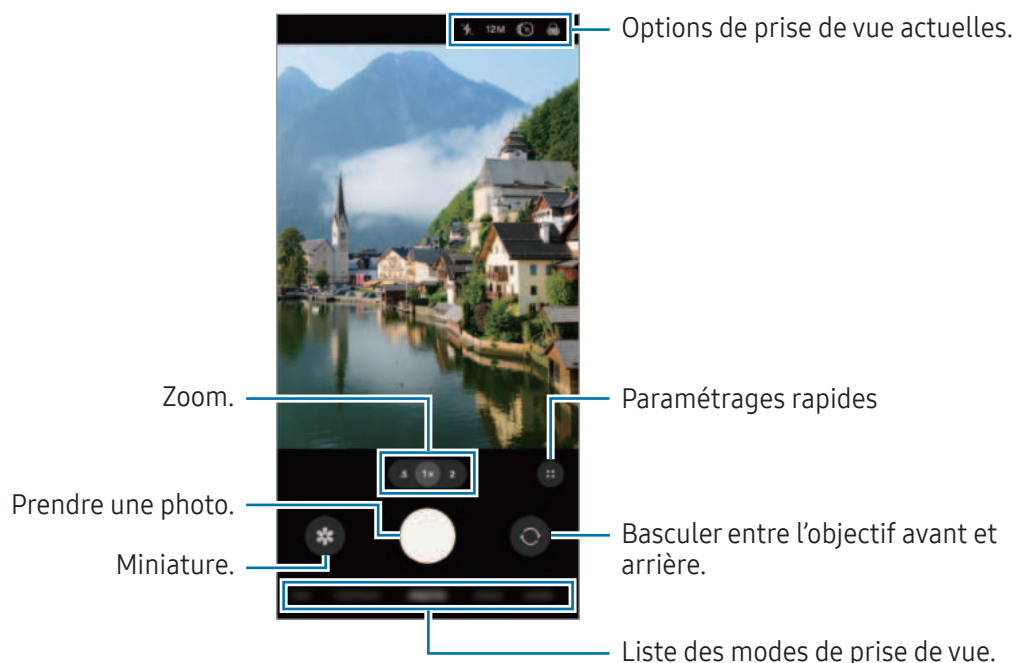 Options de prise de vue actuelles.
12M
Zoom.
Paramétrages rapides
.5 1x 2
Prendre une photo.
Basculer entre l'objectif avant et
arrière.
Miniature.
Liste des modes de prise de vue.